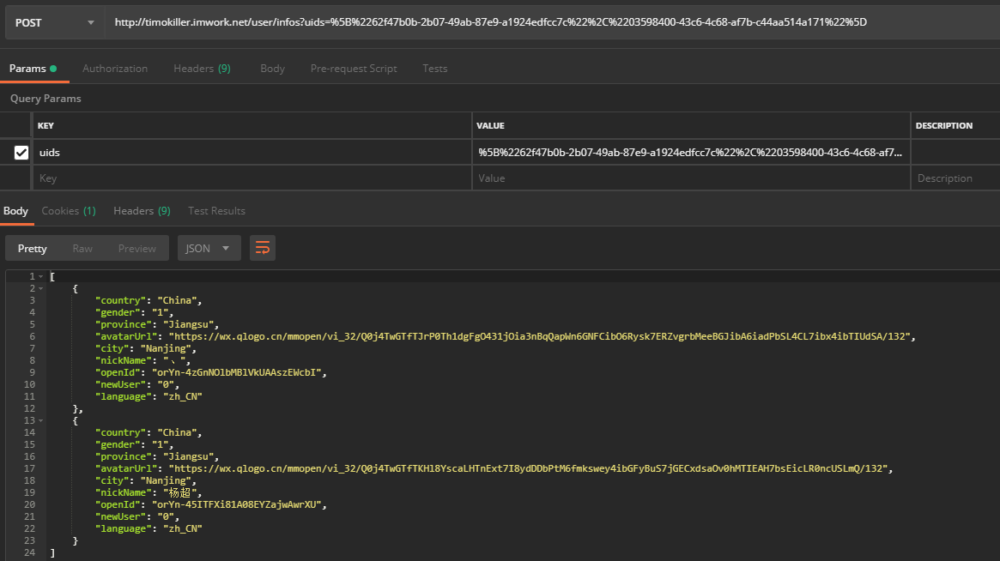 POST http://timokiller.imwork.net/user/infos?uids=%5B%2262f47b0b-2b07-49ab-87e9-a1924edfcc7c%22%2C%2203598400-43c6-4c68-af7b-c44aa514a171%22%5D
Params Authorization Headers (9) Body Pre-request Script Tests
Query Params
KEY VALUE DESCRIPTION
uids %5B%2262f47b0b-2b07-49ab-87e9-a1924edfcc7c%22%2C%2203598400-43c6-4c68-af7...
Key Value Description
Body Cookies (1) Headers (9) Test Results
Pretty Raw Preview JSON
1 [
2 {
3 "country": "China",
4 "gender": "1",
5 "province": "Jiangsu",
6 "avatarUrl": "https://wx.qlogo.cn/mmopen/vi_32/Q0j4TwGTfTJrP0Th1dgFgO431jOia3nBqQapWn6GNFCibO6Rysk7ERZvgrbMeeBGJibA6iadPbSL4CL7ibx4ibTIUdSA/132",
7 "city": "Nanjing",
8 "nickName": "、",
9 "openId": "orYn-4zGnNOlbMBlVkUAAszEWcbI",
10 "newUser": "0",
11 "language": "zh_CN"
12 },
13 {
14 "country": "China",
15 "gender": "1",
16 "province": "Jiangsu",
17 "avatarUrl": "https://wx.qlogo.cn/mmopen/vi_32/Q0j4TwGTfTKHl8YscaLHTnExt7I8ydDDbPtM6fmkswey4ibGFyBuS7jGECxdsaOv0hMTIEAH7bsEicLR0ncUSLmQ/132",
18 "city": "Nanjing",
19 "nickName": "杨超",
20 "openId": "orYn-45ITFXi81A08EYZajwAwrXU",
21 "newUser": "0",
22 "language": "zh_CN"
23 }
24 ]